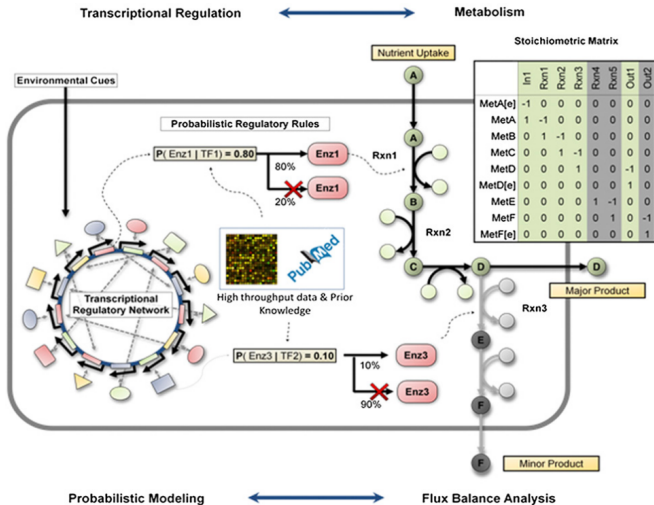 Transcriptional Regulation
Metabolism
Nutrient Uptake
Stoichiometric Matrix
In1 Rxn1 Rxn2 Rxn3 Rxn4 Rxn5 Out1 Out2
MetA[e] -1 0 0 0 0 0 0 0
MetA 1 -1 0 0 0 0 0 0
MetB 0 1 -1 0 0 0 0 0
MetC 0 0 1 -1 0 0 0 0
MetD 0 0 0 1 0 0 -1 0
MetD[e] 0 0 0 0 0 0 1 0
MetE 0 0 0 0 1 -1 0 0
MetF 0 0 0 0 0 1 0 -1
MetF[e] 0 0 0 0 0 0 0 1
Environmental Cues
A
Probabilistic Regulatory Rules
A
P( Enz1 | TF1) = 0.80
80%
Enz1
Rxn1
20%
Enz1
B
Rxn2
PubMed
High throughput data & Prior
Knowledge
C
D
D
Major Product
Transcriptional
Regulatory Network
Rxn3
E
P( Enz3 | TF2) = 0.10
10%
Enz3
90%
Enz3
F
F
Minor Product
Probabilistic Modeling
Flux Balance Analysis